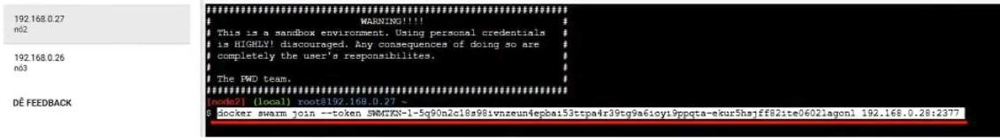 192.168.0.27
nó2
192.168.0.26
nó3
DÊ FEEDBACK
###############################################################
# WARNING!!!! #
# This is a sandbox environment. Using personal credentials #
# is HIGHLY! discouraged. Any consequences of doing so are #
# completely the user's responsibilites. #
# #
# The PWD team. #
###############################################################
[node2] (local) root@192.168.0.27 ~
$ docker swarm join --token SWMTKN-1-5q90n2c18s98ivnzeun4epbai53ttpa4r39tg9a6ioyi9ppqta-ekur5hsjff82ite0602lagonl 192.168.0.28:2377